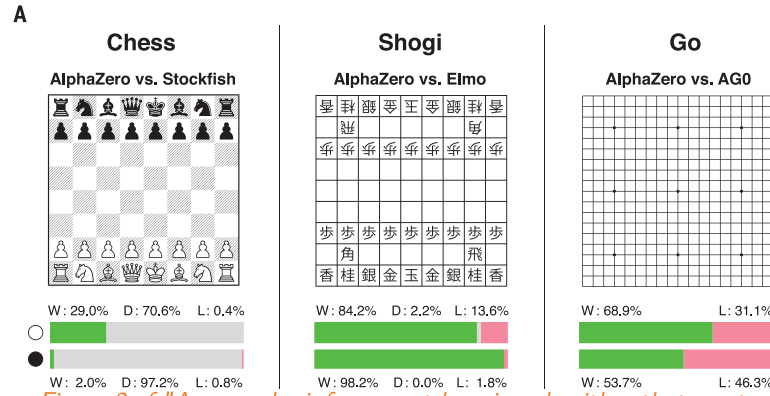 A
Chess
Shogi
Go
AlphaZero vs. Stockfish
AlphaZero vs. Elmo
AlphaZero vs. AG0
香桂銀金王金銀桂香
飛 角
歩歩歩歩歩歩歩歩歩
歩歩歩歩歩歩歩歩歩
角 飛
香桂銀金玉金銀桂香
W: 29.0% D: 70.6% L: 0.4%
W: 84.2% D: 2.2% L: 13.6%
W: 68.9% L: 31.1%
W: 2.0% D: 97.2% L: 0.8%
W: 98.2% D: 0.0% L: 1.8%
W: 53.7% L: 46.3%